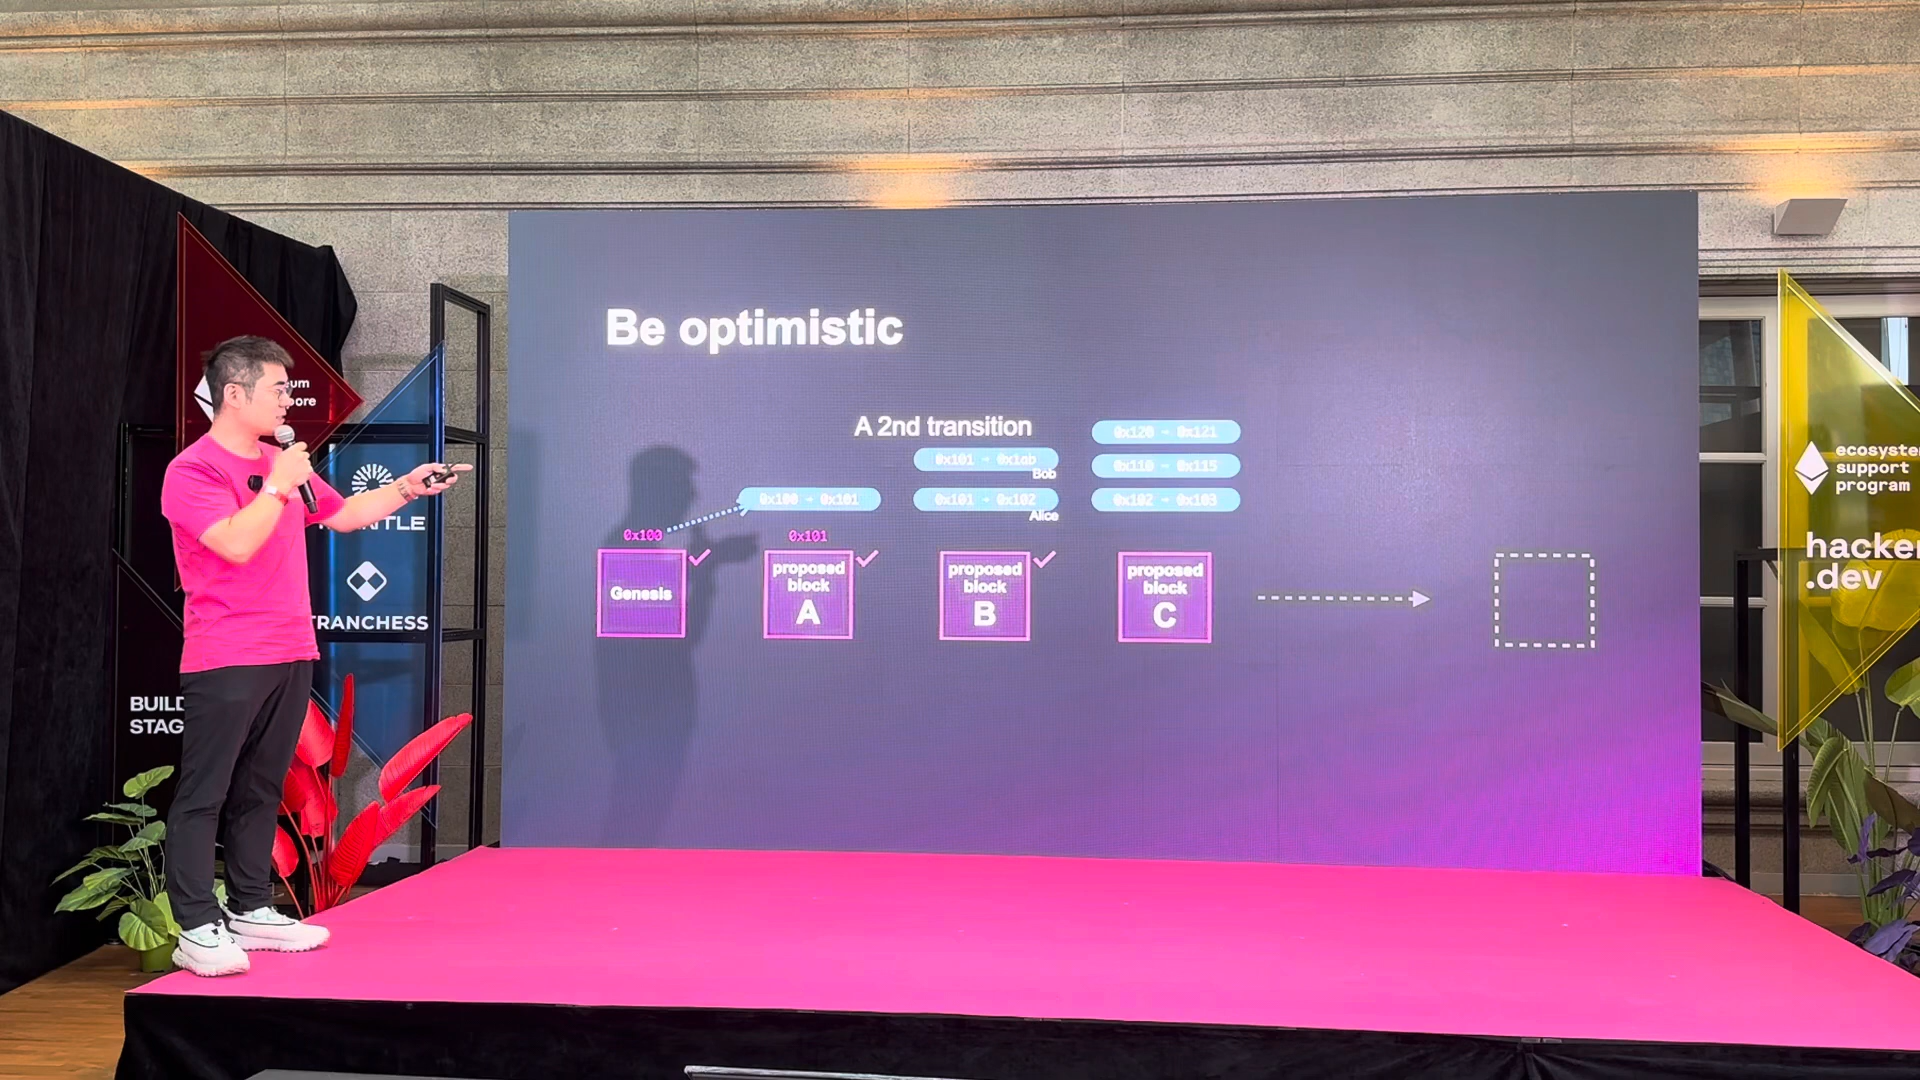 Be optimistic
A 2nd transition
0x101 → 0x1ab
Bob
0x100 → 0x101
0x101 → 0x102
Alice
0x120 → 0x121
0x110 → 0x115
0x102 → 0x103
0x100
0x101
Genesis
proposed
block
A
proposed
block
B
proposed
block
C
TRANCHESS
BUILD
STAG
ecosystem
support
program
hacker
.dev